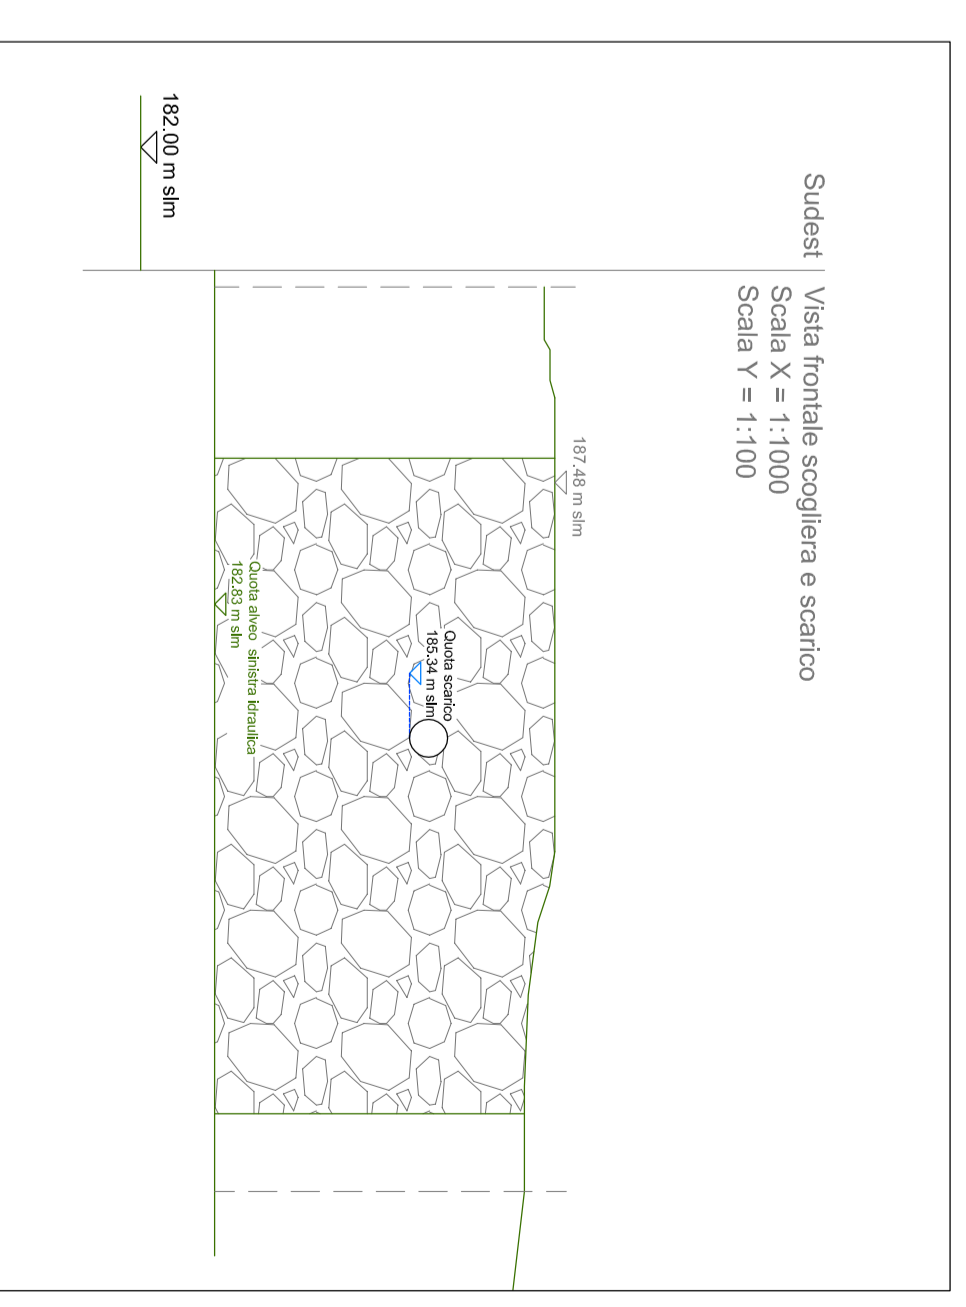 Sudest
Vista frontale scogliera e scarico
Scala X = 1:1000
Scala Y = 1:100
187.48 m slm
Quota scarico
185.34 m slm
Quota alveo sinistra idraulica
182.83 m slm
182.00 m slm